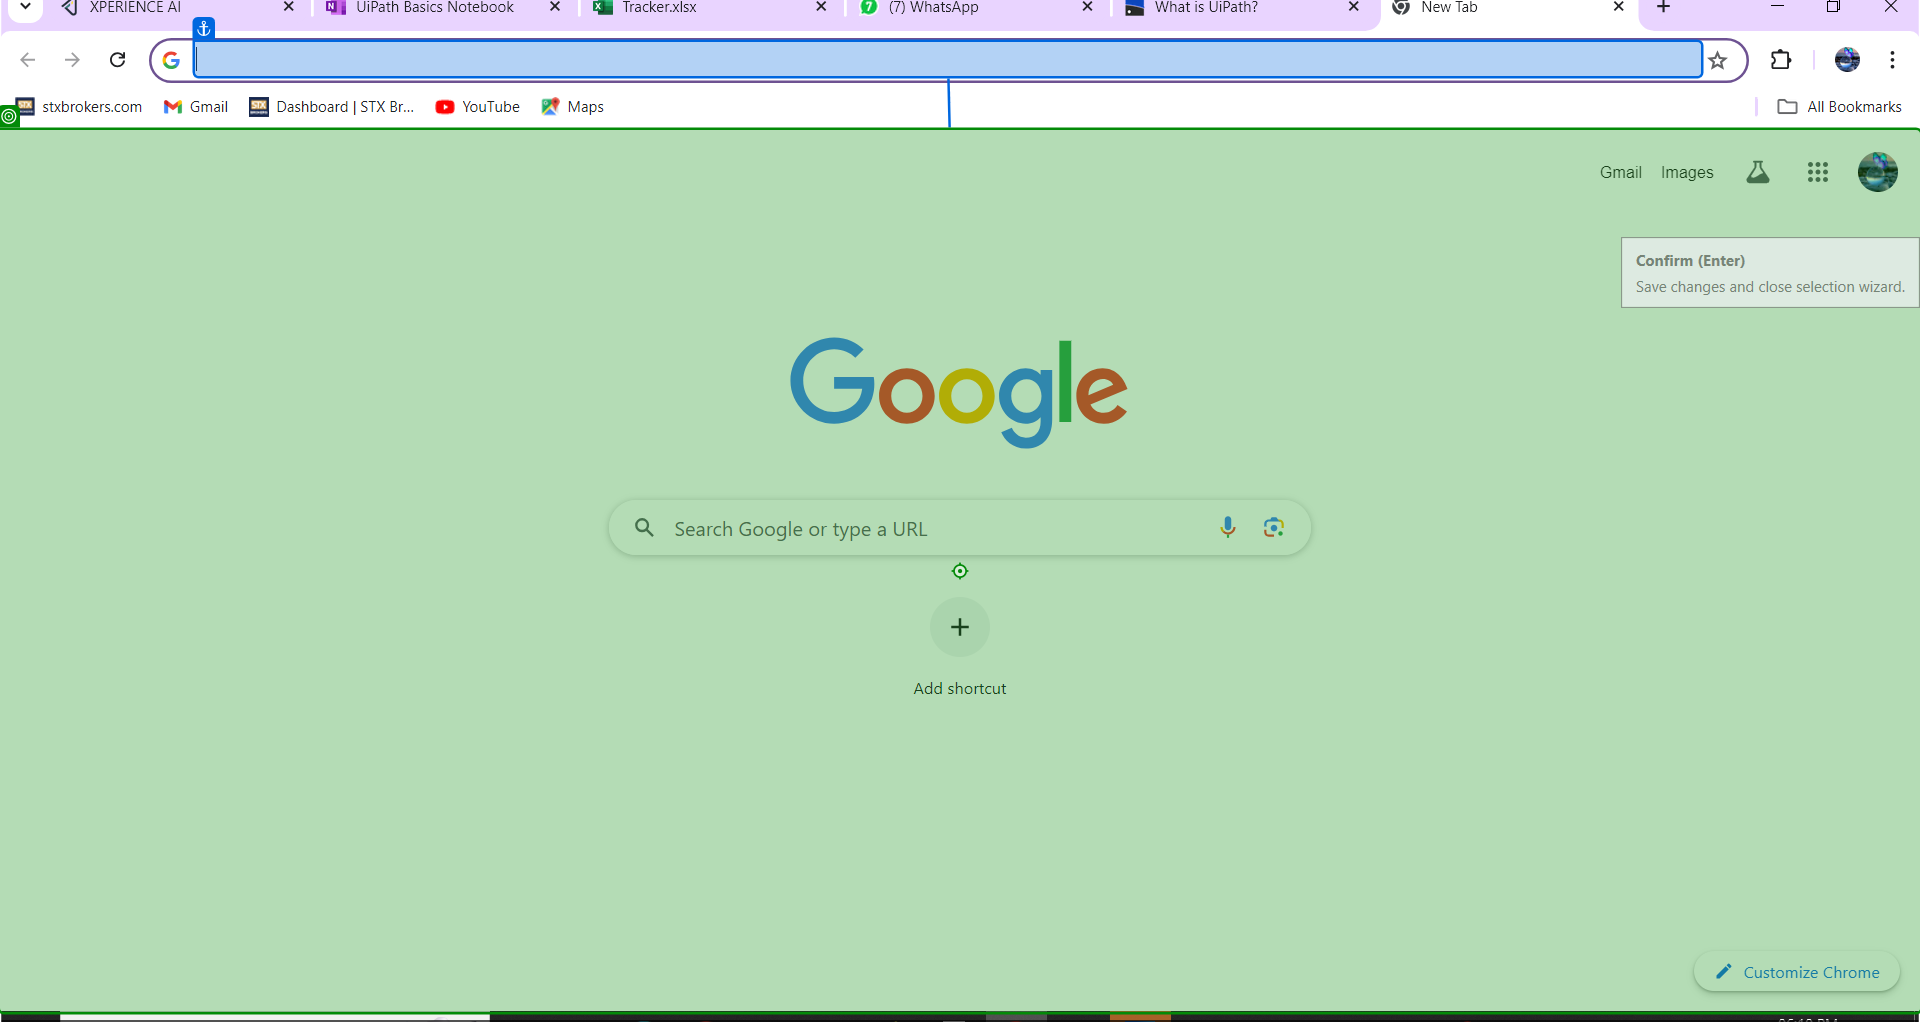 XPERIENCE AI
UiPath Basics Notebook
Tracker.xlsx
(7) WhatsApp
What is UiPath?
New Tab
stxbrokers.com
Gmail
Dashboard | STX Br...
YouTube
Maps
All Bookmarks
Gmail
Images
Confirm (Enter)
Save changes and close selection wizard.
Google
Search Google or type a URL
Add shortcut
Customize Chrome